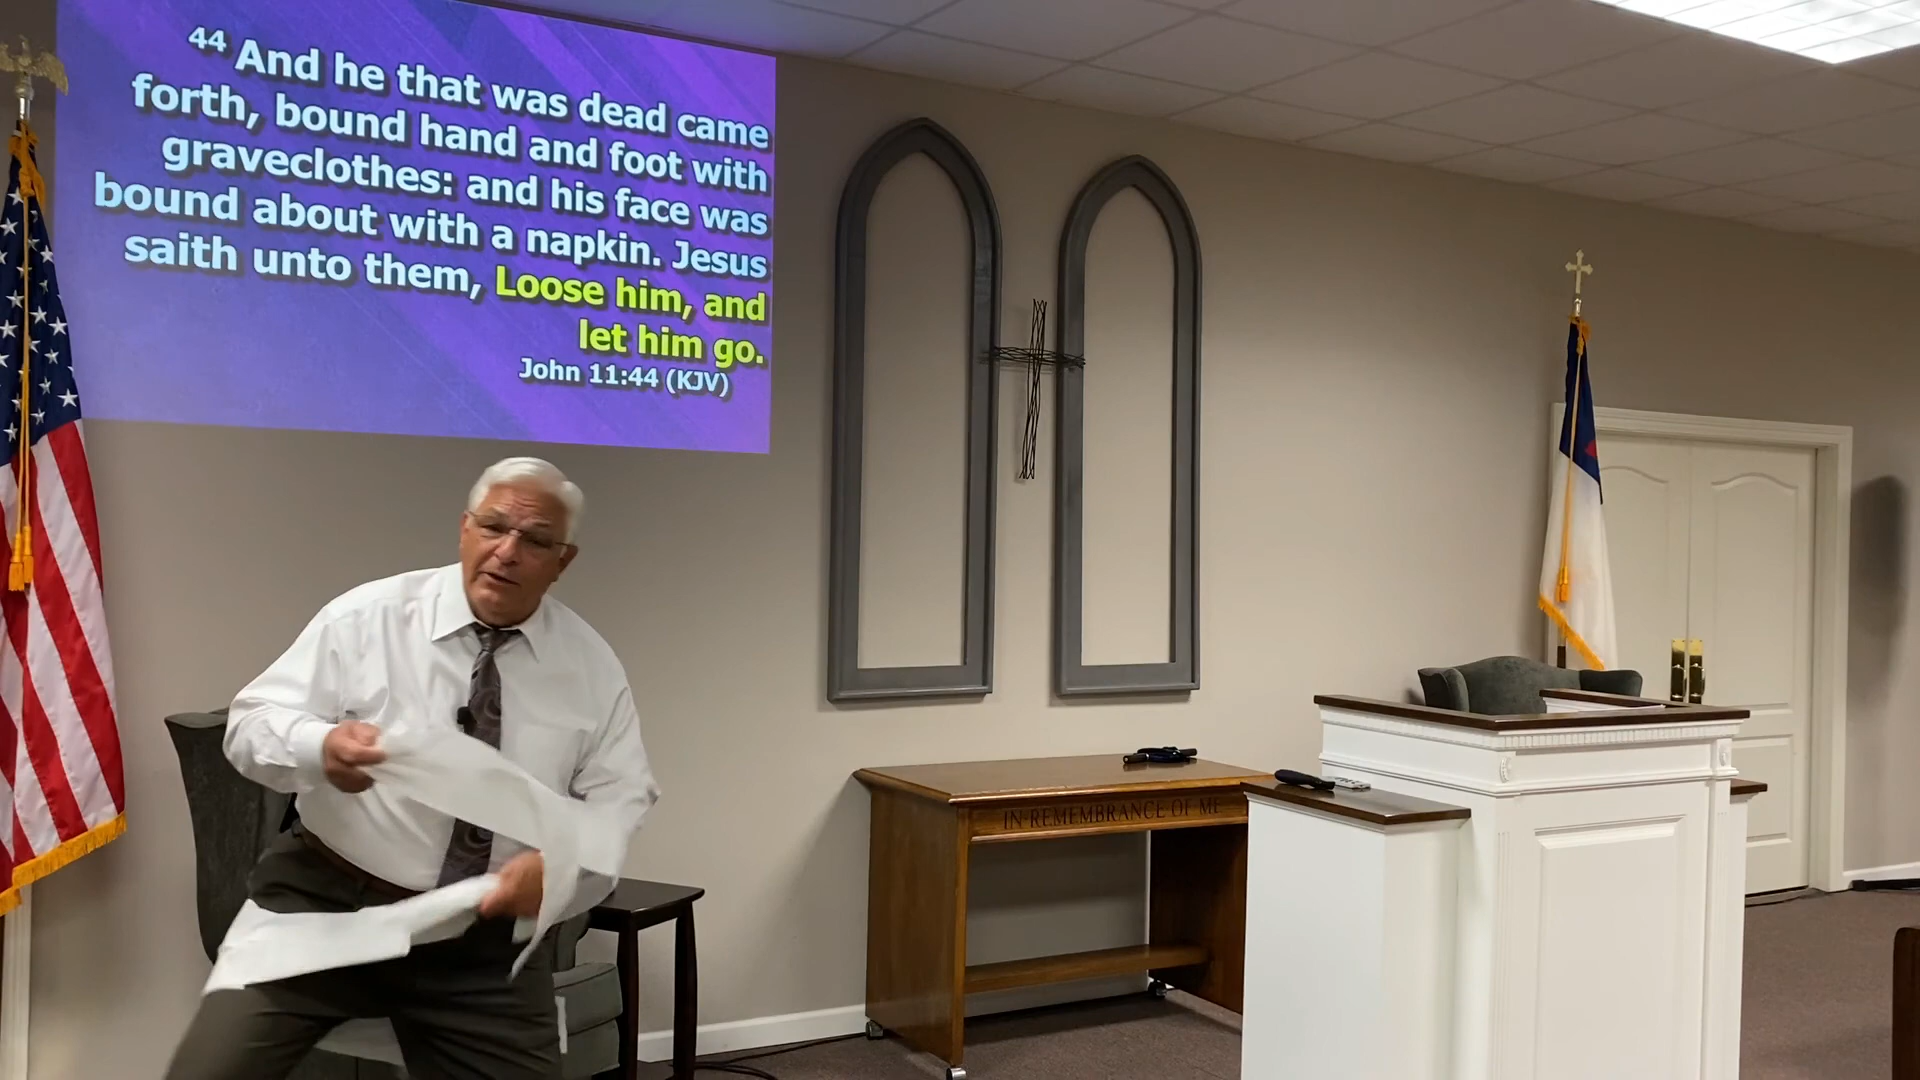 44 And he that was dead came
forth, bound hand and foot with
graveclothes: and his face was
bound about with a napkin. Jesus
saith unto them, Loose him, and
let him go.
John 11:44 (KJV)
IN REMEMBRANCE OF ME